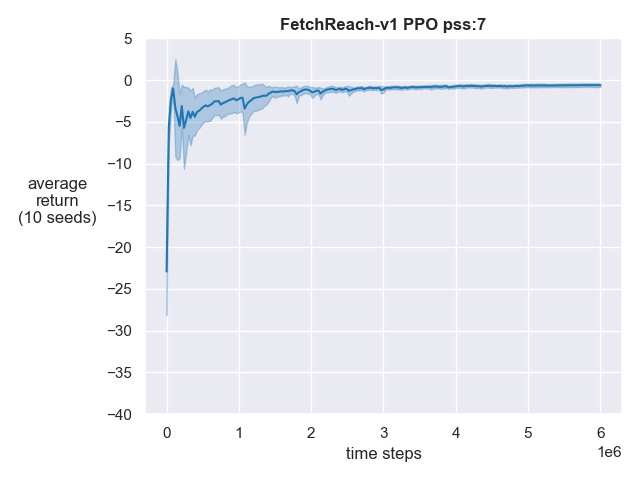 FetchReach-v1 PPO pss:7
5
0
−5
−10
−15
−20
−25
−30
−35
−40
average
return
(10 seeds)
0 1 2 3 4 5 6
1e6
time steps